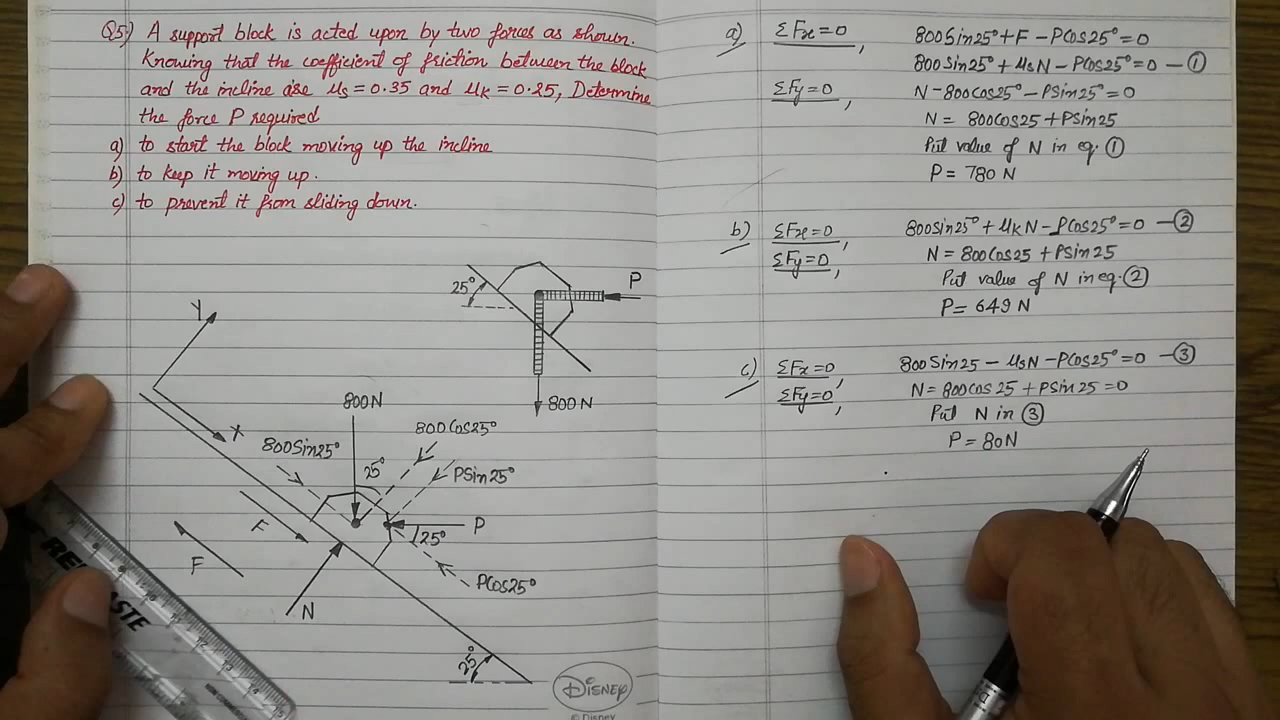 Q5) A support block is acted upon by two forces as shown.
Knowing that the coefficient of friction between the block
and the incline are μs = 0.35 and μK = 0.25, Determine
the force P required
a) to start the block moving up the incline
b) to keep it moving up.
c) to prevent it from sliding down.
25°
P
800 N
Y
X
800 N
800 Cos25°
800Sin25°
25°
PSin25°
F
P
25°
F
PCos25°
N
25°
DISNEY
© Disney
a) ΣFx=0, 800Sin25° + F - PCos25° = 0
800Sin25° + μsN - PCos25° = 0 - ①
ΣFy=0, N - 800Cos25° - PSin25° = 0
N = 800Cos25 + PSin25
Put value of N in eq. ①
P = 780 N
b) ΣFx=0, 800Sin25° + μKN - PCos25° = 0 - ②
ΣFy=0, N = 800Cos25 + PSin25
Put value of N in eq. ②
P = 649 N
c) ΣFx=0, 800Sin25 - μsN - PCos25° = 0 - ③
ΣFy=0, N = 800Cos25 + PSin25 = 0
Put N in ③
P = 80N